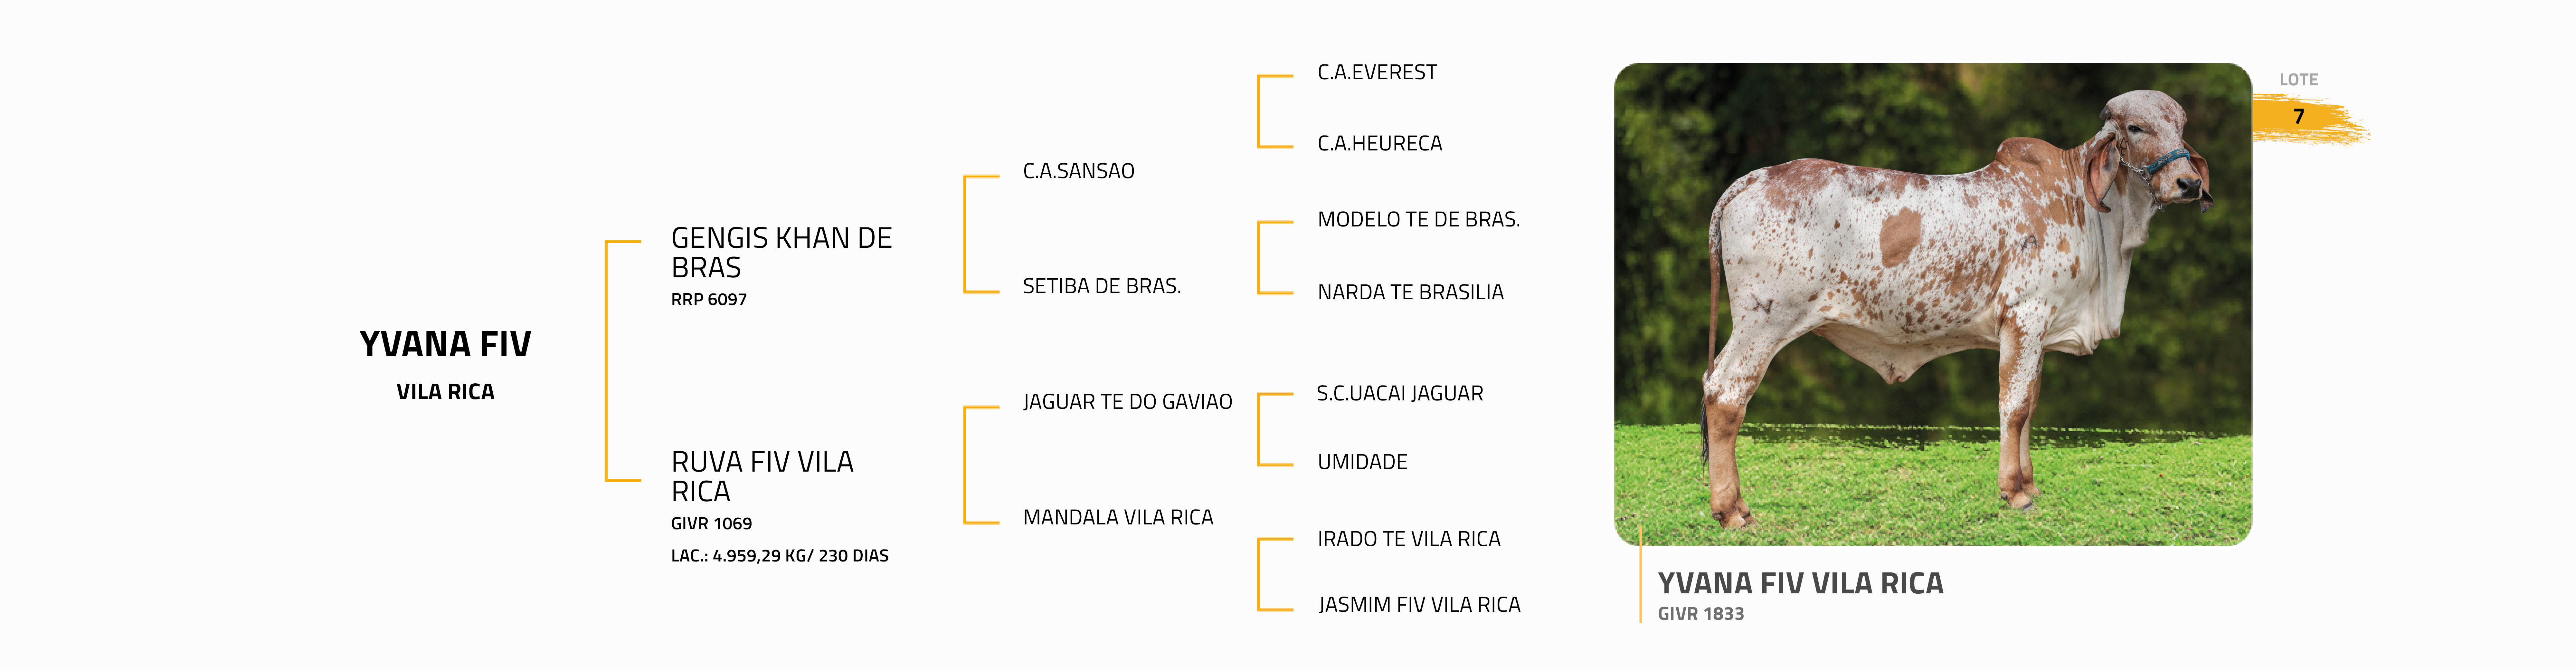 YVANA FIV
VILA RICA
GENGIS KHAN DE
BRAS
RRP 6097
RUVA FIV VILA
RICA
GIVR 1069
LAC.: 4.959,29 KG/ 230 DIAS
C.A.SANSAO
SETIBA DE BRAS.
JAGUAR TE DO GAVIAO
MANDALA VILA RICA
C.A.EVEREST
C.A.HEURECA
MODELO TE DE BRAS.
NARDA TE BRASILIA
S.C.UACAI JAGUAR
UMIDADE
IRADO TE VILA RICA
JASMIM FIV VILA RICA
LOTE
7
YVANA FIV VILA RICA
GIVR 1833